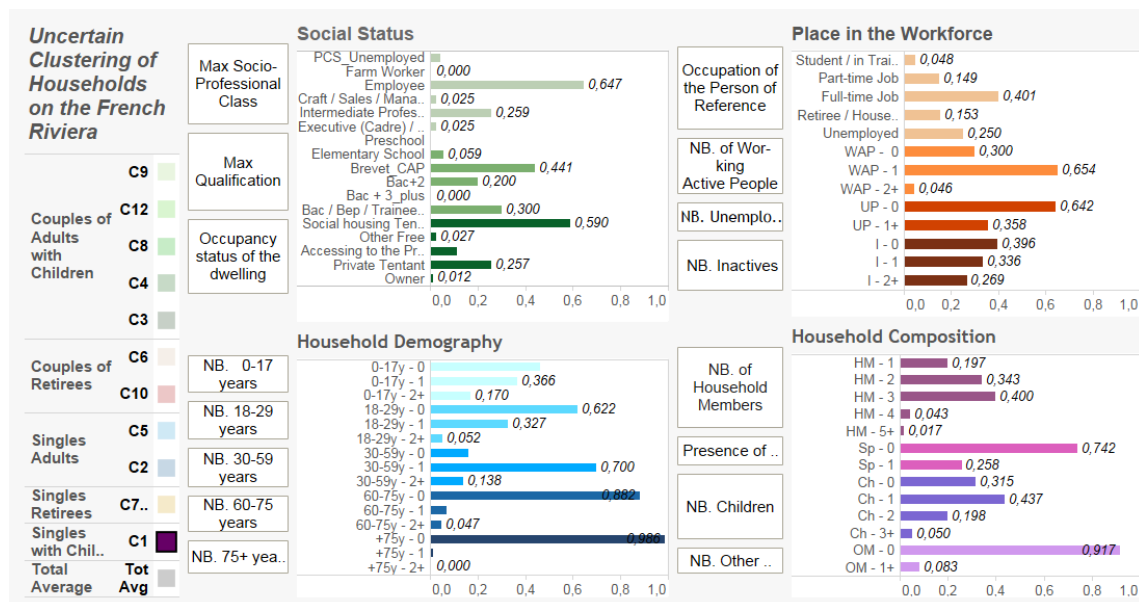 Uncertain
Clustering of
Households
on the French
Riviera
C9
C12
Couples of
Adults
with
Children
C8
C4
C3
Couples of
Retirees
C6
C10
Singles
Adults
C5
C2
Singles
Retirees
C7..
Singles
with Chil..
C1
Total
Average
Tot
Avg
Max Socio-
Professional
Class
Max
Qualification
Occupancy
status of the
dwelling
NB. 0-17
years
NB. 18-29
years
NB. 30-59
years
NB. 60-75
years
NB. 75+ yea..
Social Status
PCS_Unemployed
Farm Worker 0,000
Employee 0,647
Craft / Sales / Mana.. 0,025
Intermediate Profes.. 0,259
Executive (Cadre) / .. 0,025
Preschool
Elementary School 0,059
Brevet_CAP 0,441
Bac+2 0,200
Bac + 3_plus 0,000
Bac / Bep / Trainee.. 0,300
Social housing Ten.. 0,590
Other Free 0,027
Accessing to the Pr..
Private Tentant 0,257
Owner 0,012
0,0 0,2 0,4 0,6 0,8 1,0
Household Demography
0-17y - 0
0-17y - 1 0,366
0-17y - 2+ 0,170
18-29y - 0 0,622
18-29y - 1 0,327
18-29y - 2+ 0,052
30-59y - 0
30-59y - 1 0,700
30-59y - 2+ 0,138
60-75y - 0 0,882
60-75y - 1
60-75y - 2+ 0,047
+75y - 0 0,986
+75y - 1
+75y - 2+ 0,000
0,0 0,2 0,4 0,6 0,8 1,0
Occupation of
the Person of
Reference
NB. of Wor-
king
Active People
NB. Unemplo..
NB. Inactives
NB. of
Household
Members
Presence of ..
NB. Children
NB. Other ..
Place in the Workforce
Student / in Trai.. 0,048
Part-time Job 0,149
Full-time Job 0,401
Retiree / House.. 0,153
Unemployed 0,250
WAP - 0 0,300
WAP - 1 0,654
WAP - 2+ 0,046
UP - 0 0,642
UP - 1+ 0,358
I - 0 0,396
I - 1 0,336
I - 2+ 0,269
0,0 0,2 0,4 0,6 0,8 1,0
Household Composition
HM - 1 0,197
HM - 2 0,343
HM - 3 0,400
HM - 4 0,043
HM - 5+ 0,017
Sp - 0 0,742
Sp - 1 0,258
Ch - 0 0,315
Ch - 1 0,437
Ch - 2 0,198
Ch - 3+ 0,050
OM - 0 0,917
OM - 1+ 0,083
0,0 0,2 0,4 0,6 0,8 1,0